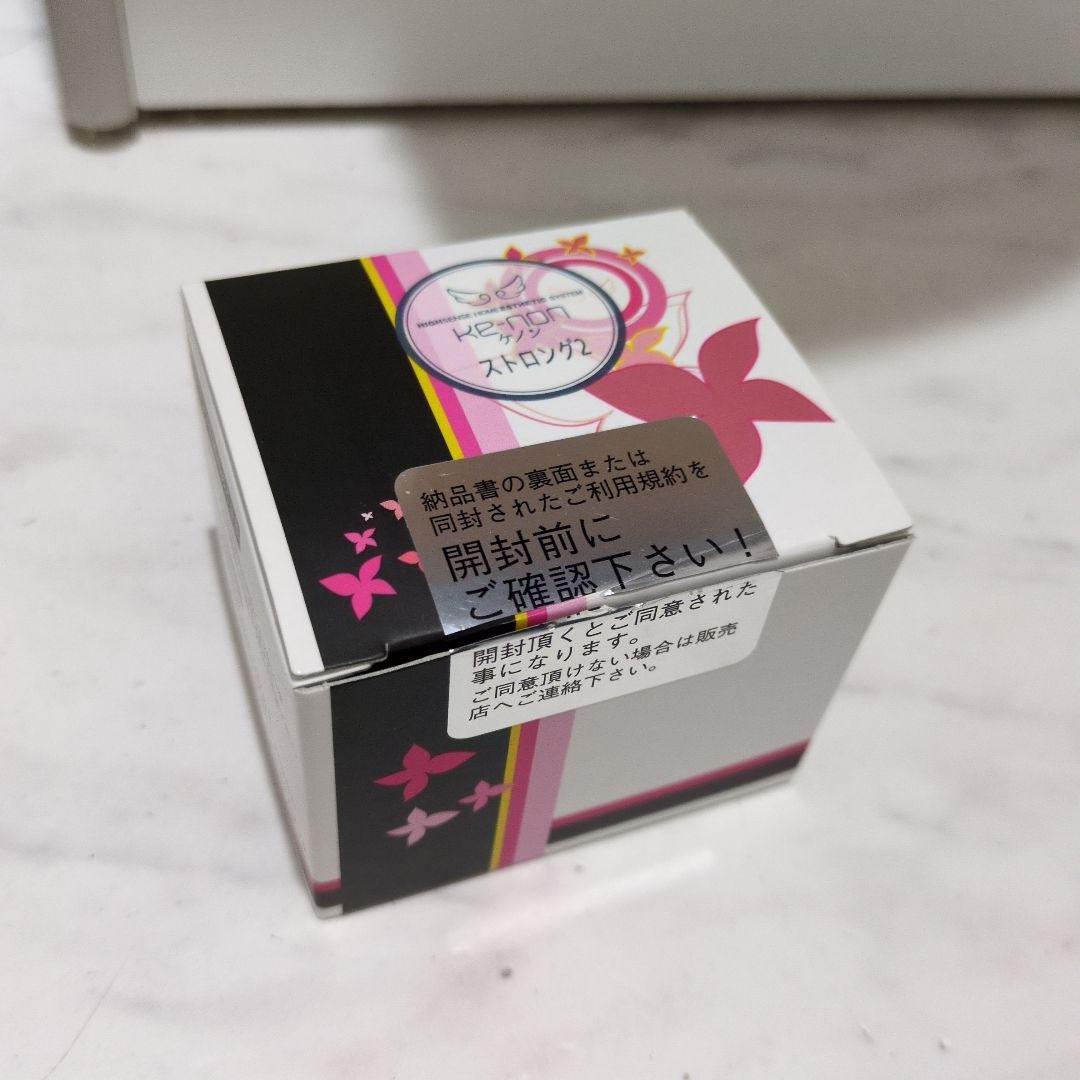 HIGHSENSE HOME ESTHETIC SYSTEM
Ke-non
ケノン
ストロング2
納品書の裏面または
同封されたご利用規約を
開封前に
ご確認下さい！
開封頂くとご同意された
事になります。
ご同意頂けない場合は販売
店へご連絡下さい。